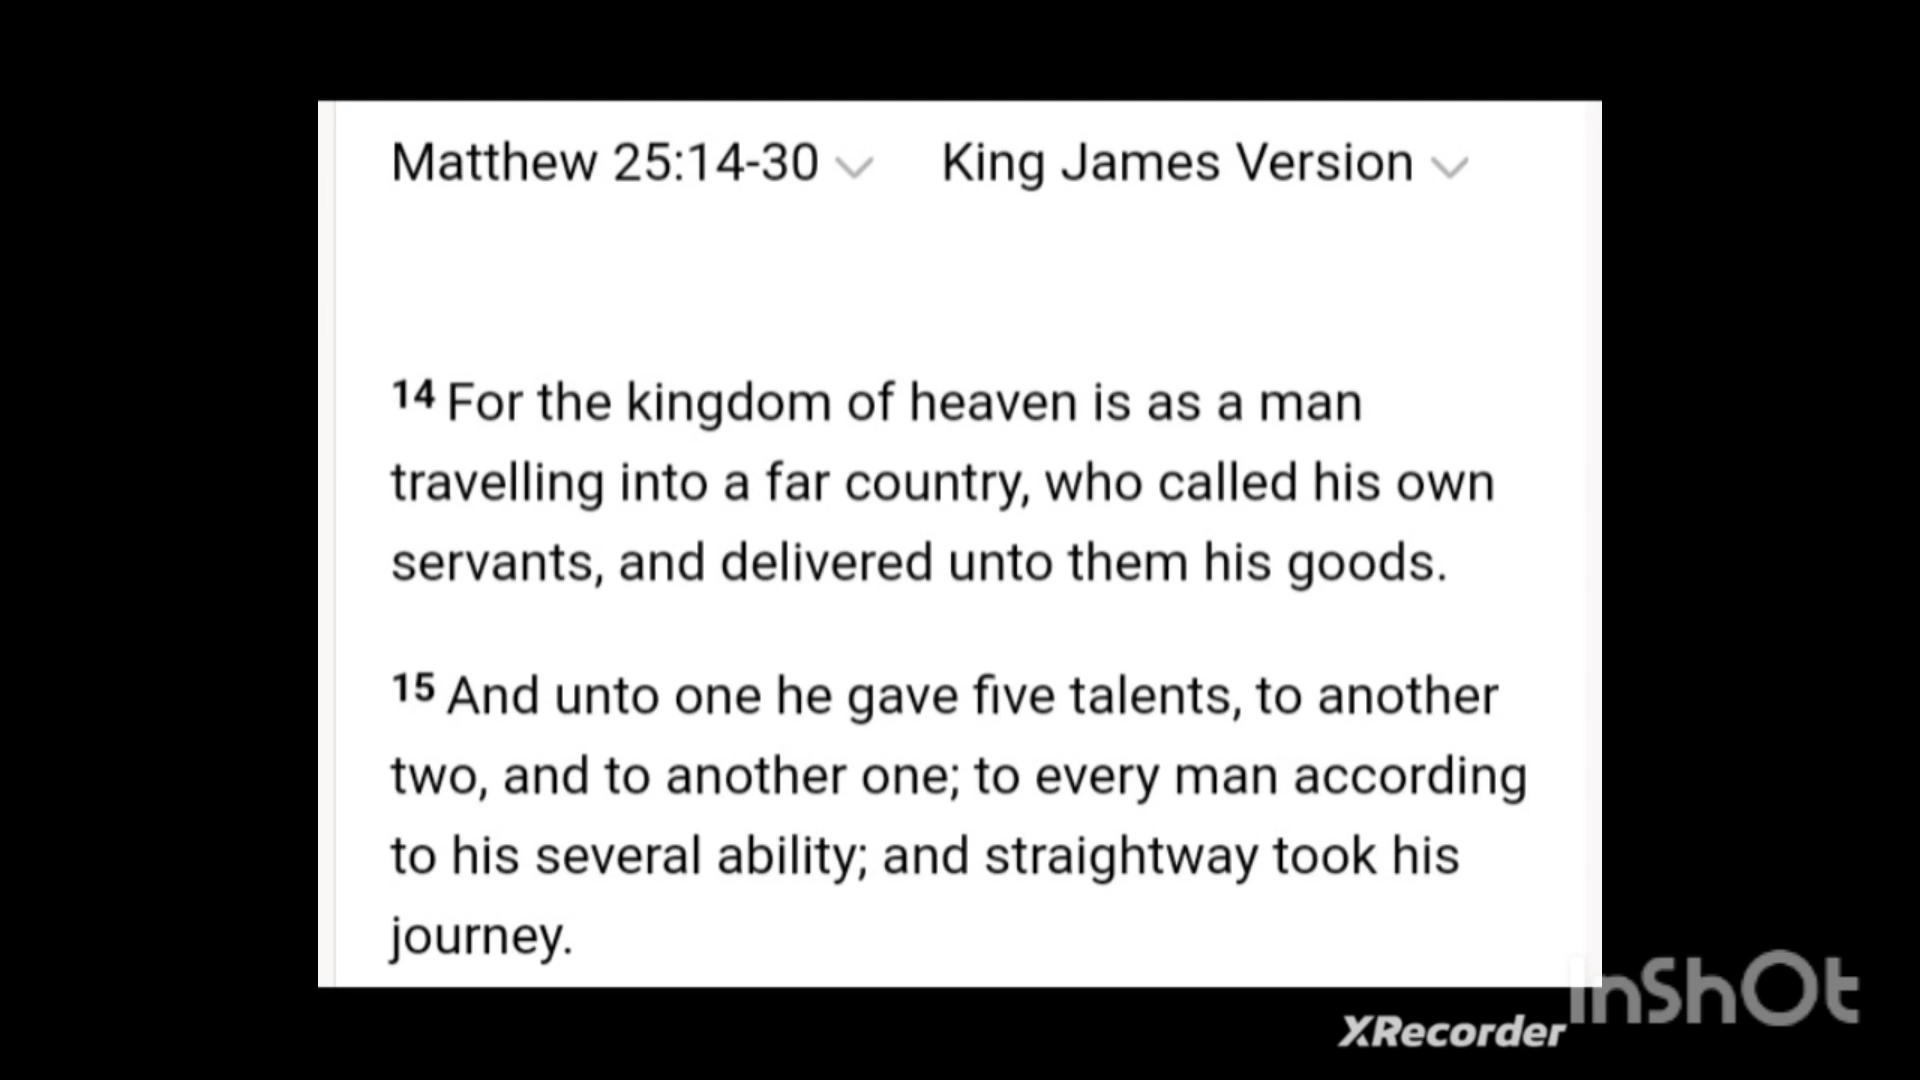 Matthew 25:14-30 King James Version
14 For the kingdom of heaven is as a man
travelling into a far country, who called his own
servants, and delivered unto them his goods.
15 And unto one he gave five talents, to another
two, and to another one; to every man according
to his several ability; and straightway took his
journey.
InShOt
XRecorder